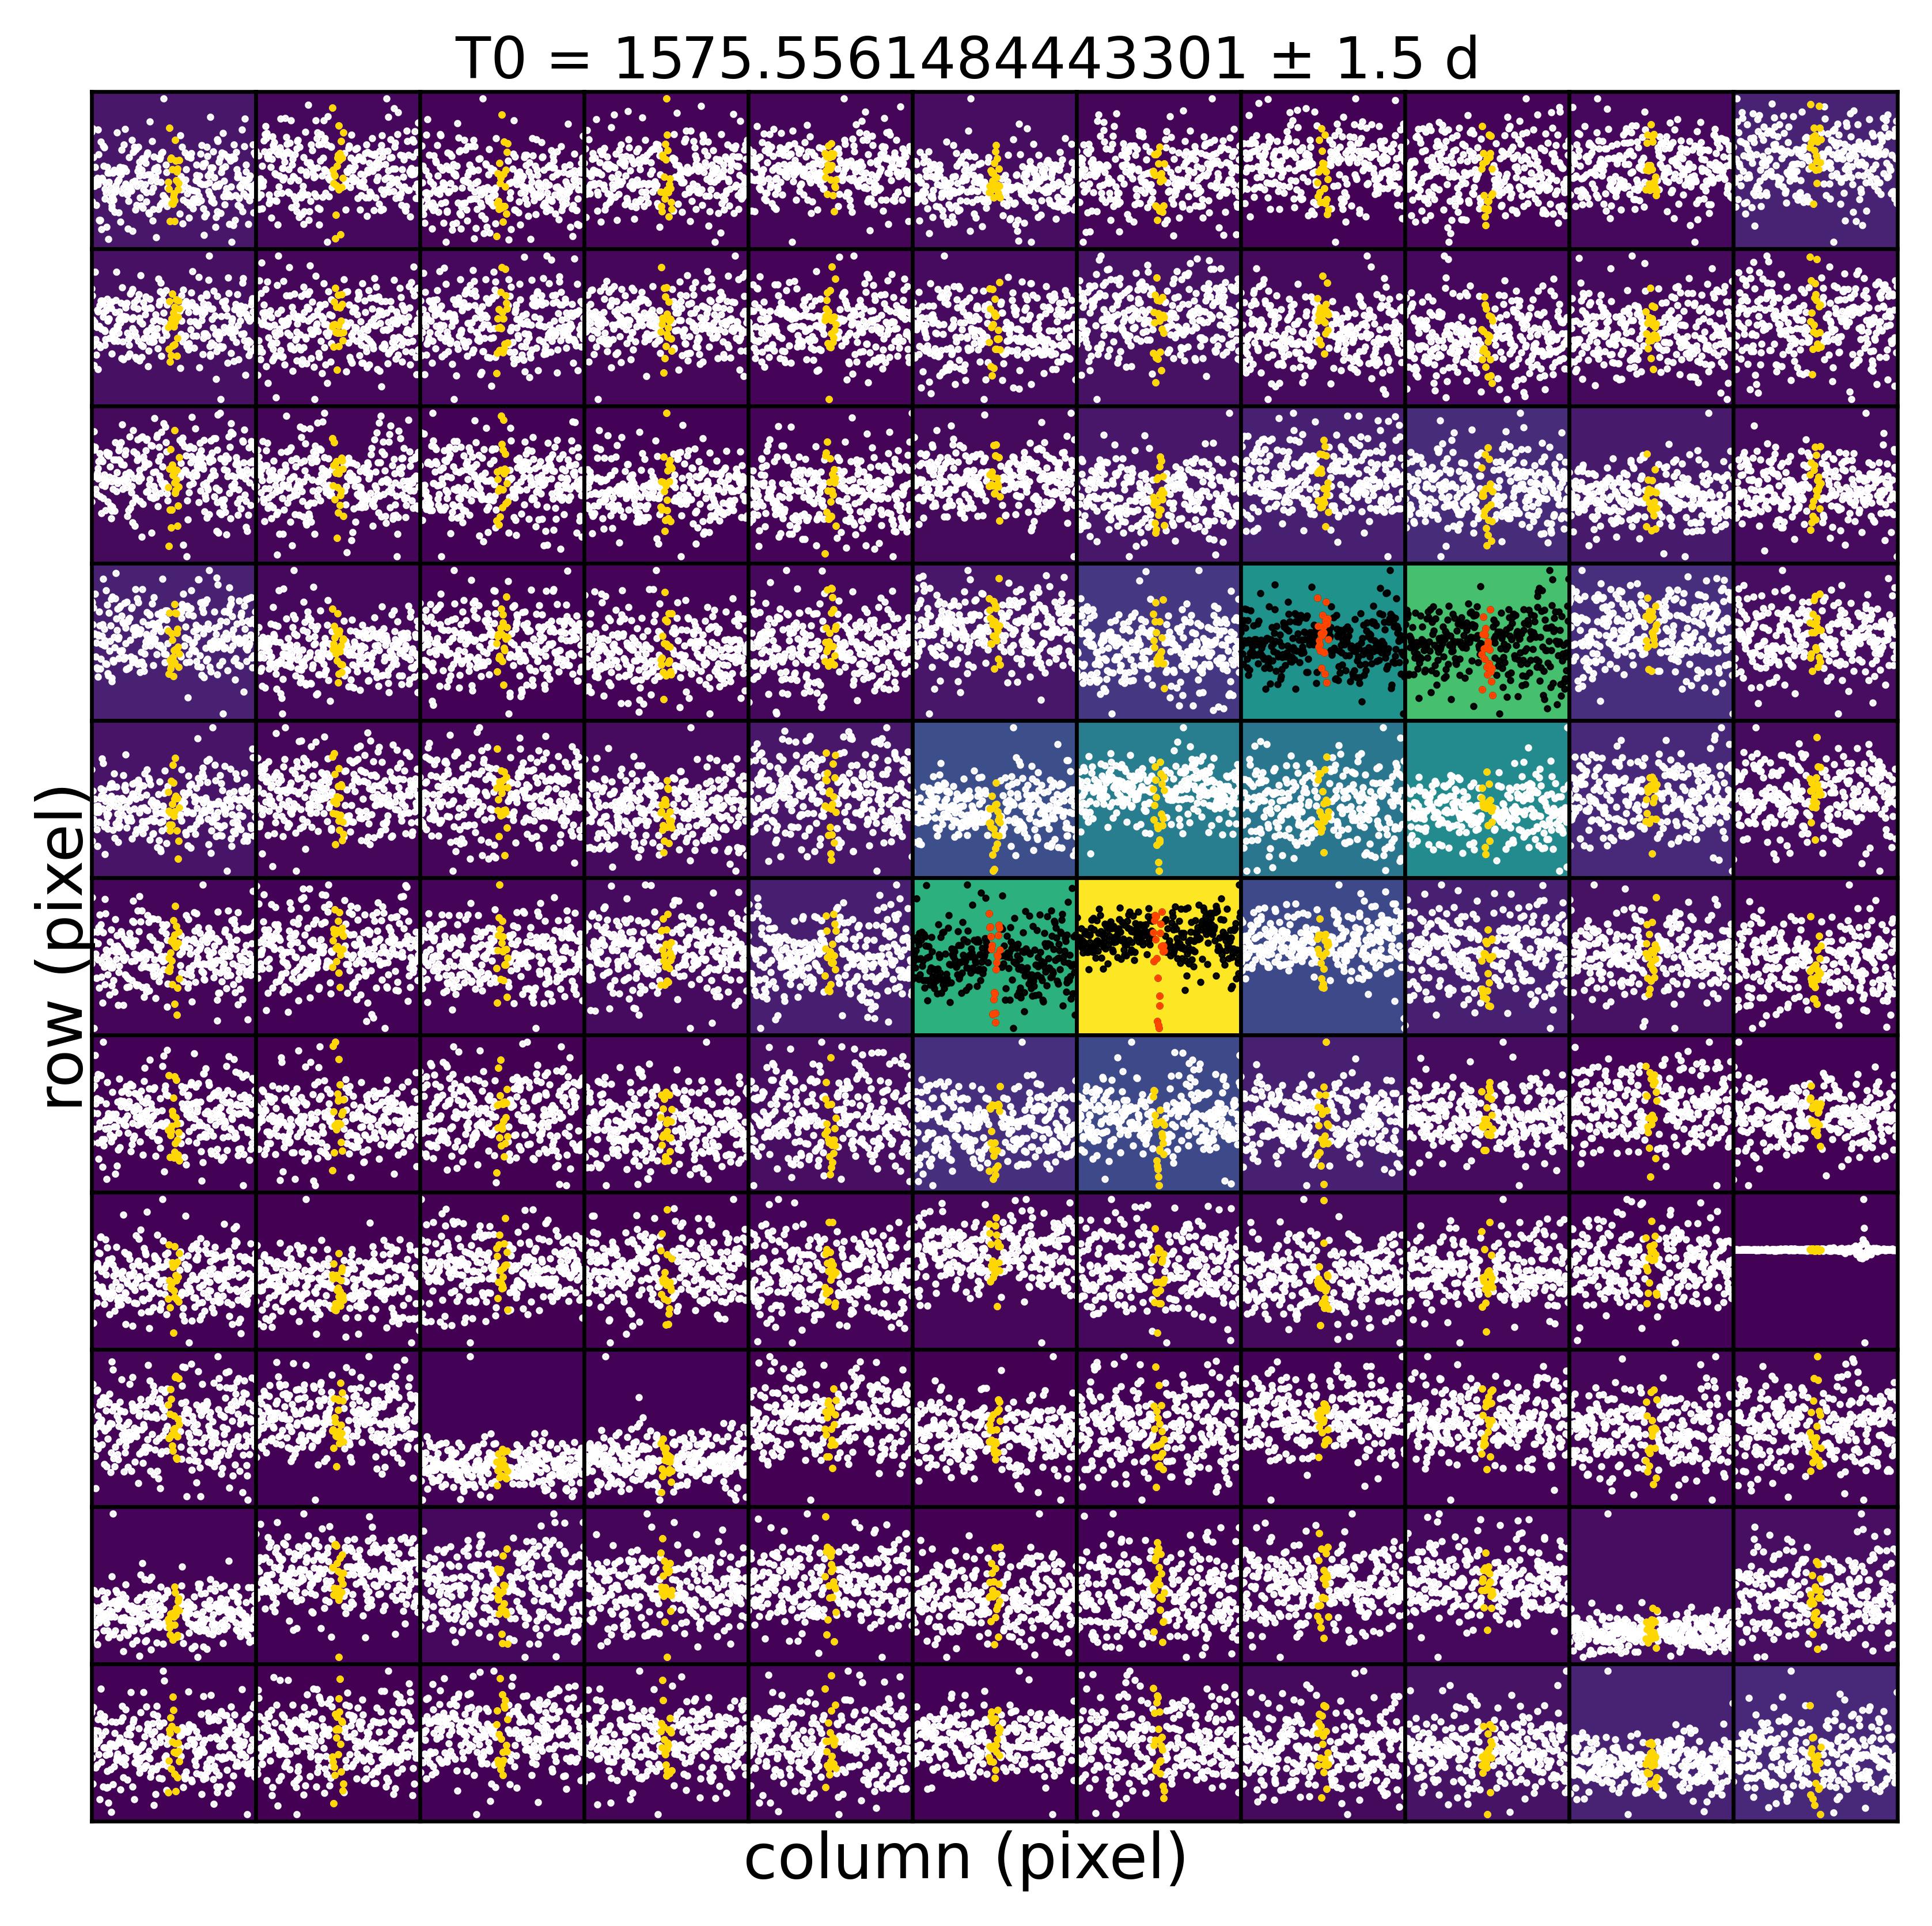 T0 = 1575.5561484443301 ± 1.5 d
row (pixel)
column (pixel)